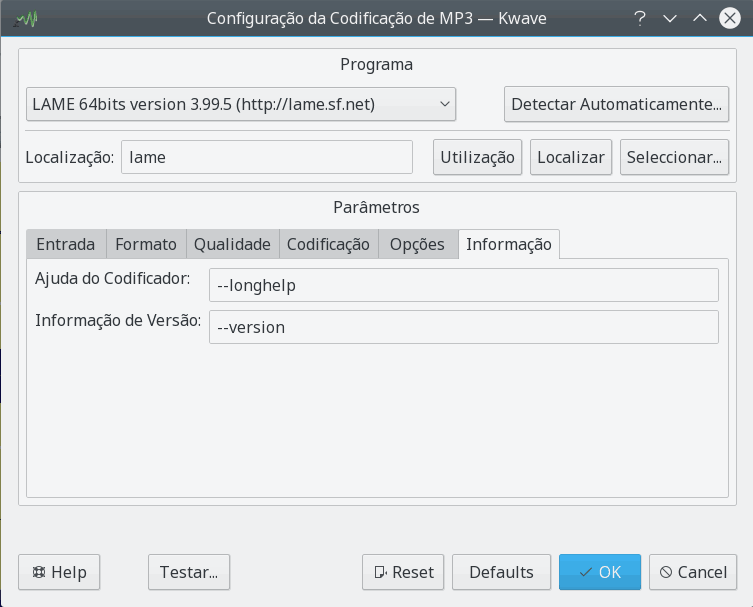 Configuração da Codificação de MP3 — Kwave
Programa
LAME 64bits version 3.99.5 (http://lame.sf.net)
Detectar Automaticamente...
Localização:
lame
Utilização
Localizar
Seleccionar...
Parâmetros
Entrada
Formato
Qualidade
Codificação
Opções
Informação
Ajuda do Codificador:
--longhelp
Informação de Versão:
--version
Help
Testar...
Reset
Defaults
OK
Cancel